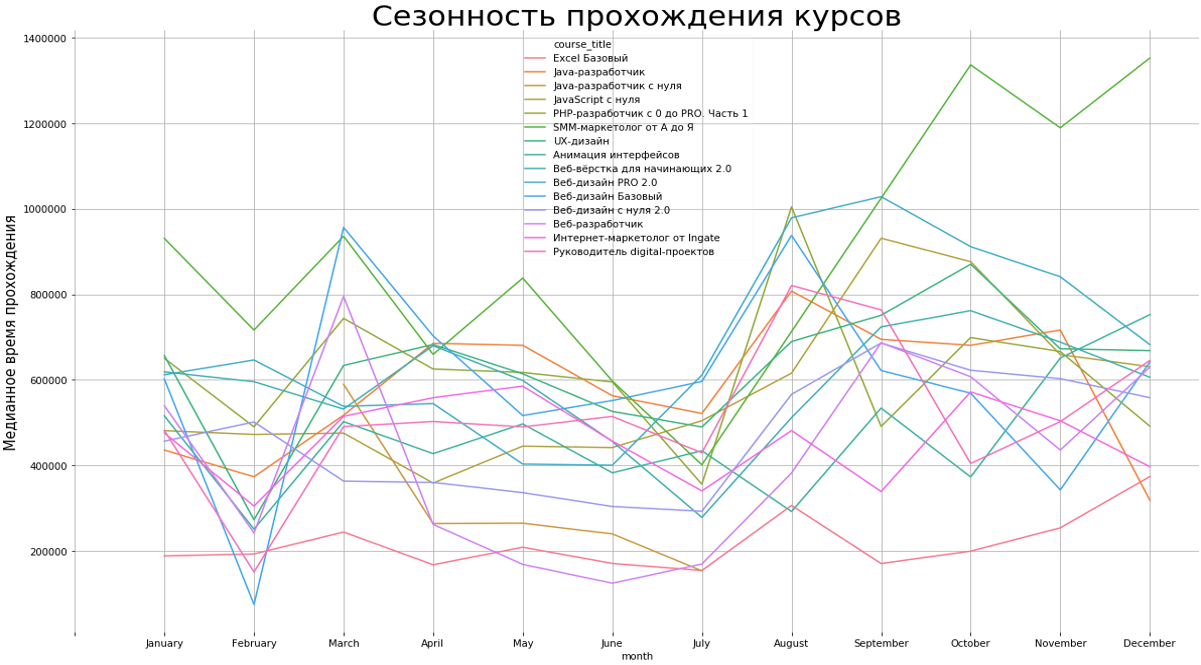 Сезонность прохождения курсов
Медианное время прохождения
1400000
1200000
1000000
800000
600000
400000
200000
course_title
Excel Базовый
Java-разработчик
Java-разработчик с нуля
JavaScript с нуля
PHP-разработчик с 0 до PRO. Часть 1
SMM-маркетолог от А до Я
UX-дизайн
Анимация интерфейсов
Веб-вёрстка для начинающих 2.0
Веб-дизайн PRO 2.0
Веб-дизайн Базовый
Веб-дизайн с нуля 2.0
Веб-разработчик
Интернет-маркетолог от Ingate
Руководитель digital-проектов
January February March April May June July August September October November December
month